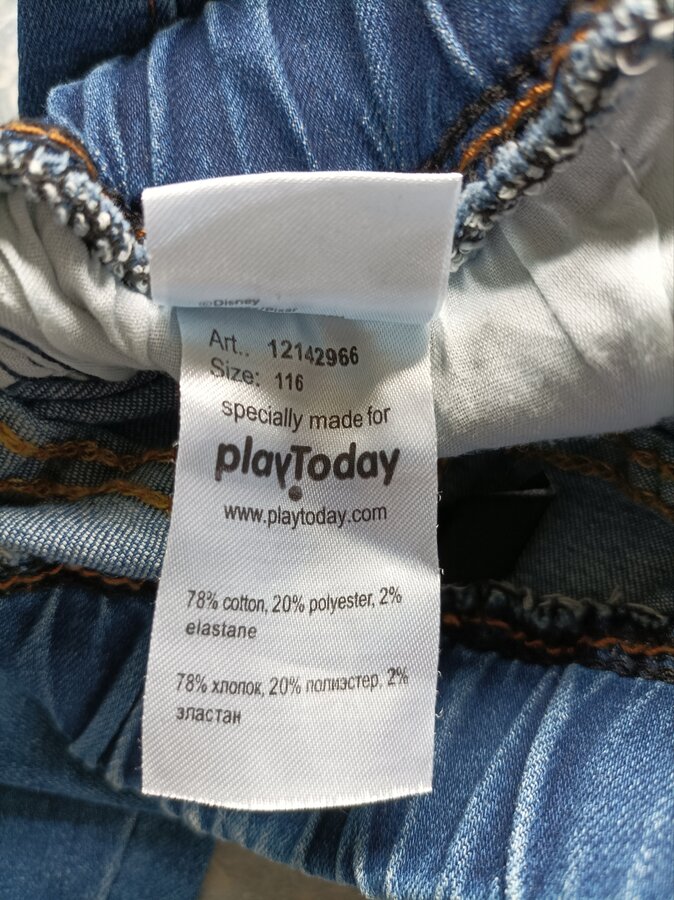 ©Disney
Art.: 12142966
Size: 116
specially made for
playToday
www.playtoday.com
78% cotton, 20% polyester, 2%
elastane
78% хлопок, 20% полиэстер, 2%
эластан